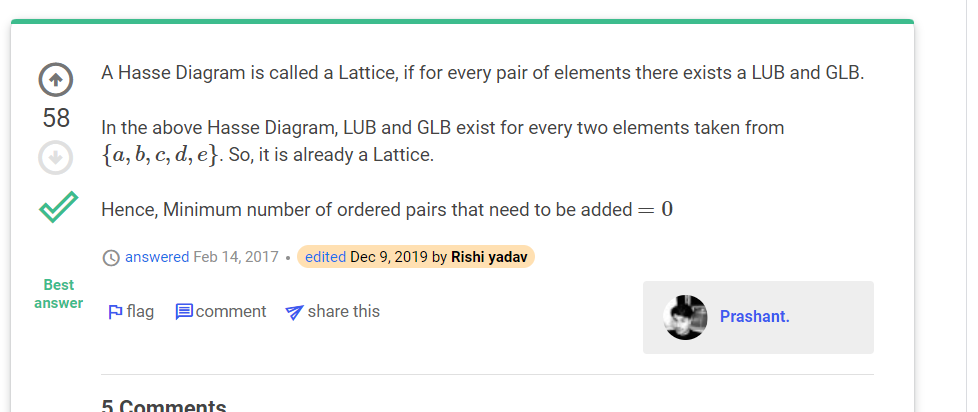 A Hasse Diagram is called a Lattice, if for every pair of elements there exists a LUB and GLB.
58
In the above Hasse Diagram, LUB and GLB exist for every two elements taken from
{a, b, c, d, e}. So, it is already a Lattice.
Hence, Minimum number of ordered pairs that need to be added = 0
answered Feb 14, 2017 • edited Dec 9, 2019 by Rishi yadav
Best
answer
flag comment share this
Prashant.
5 Comments